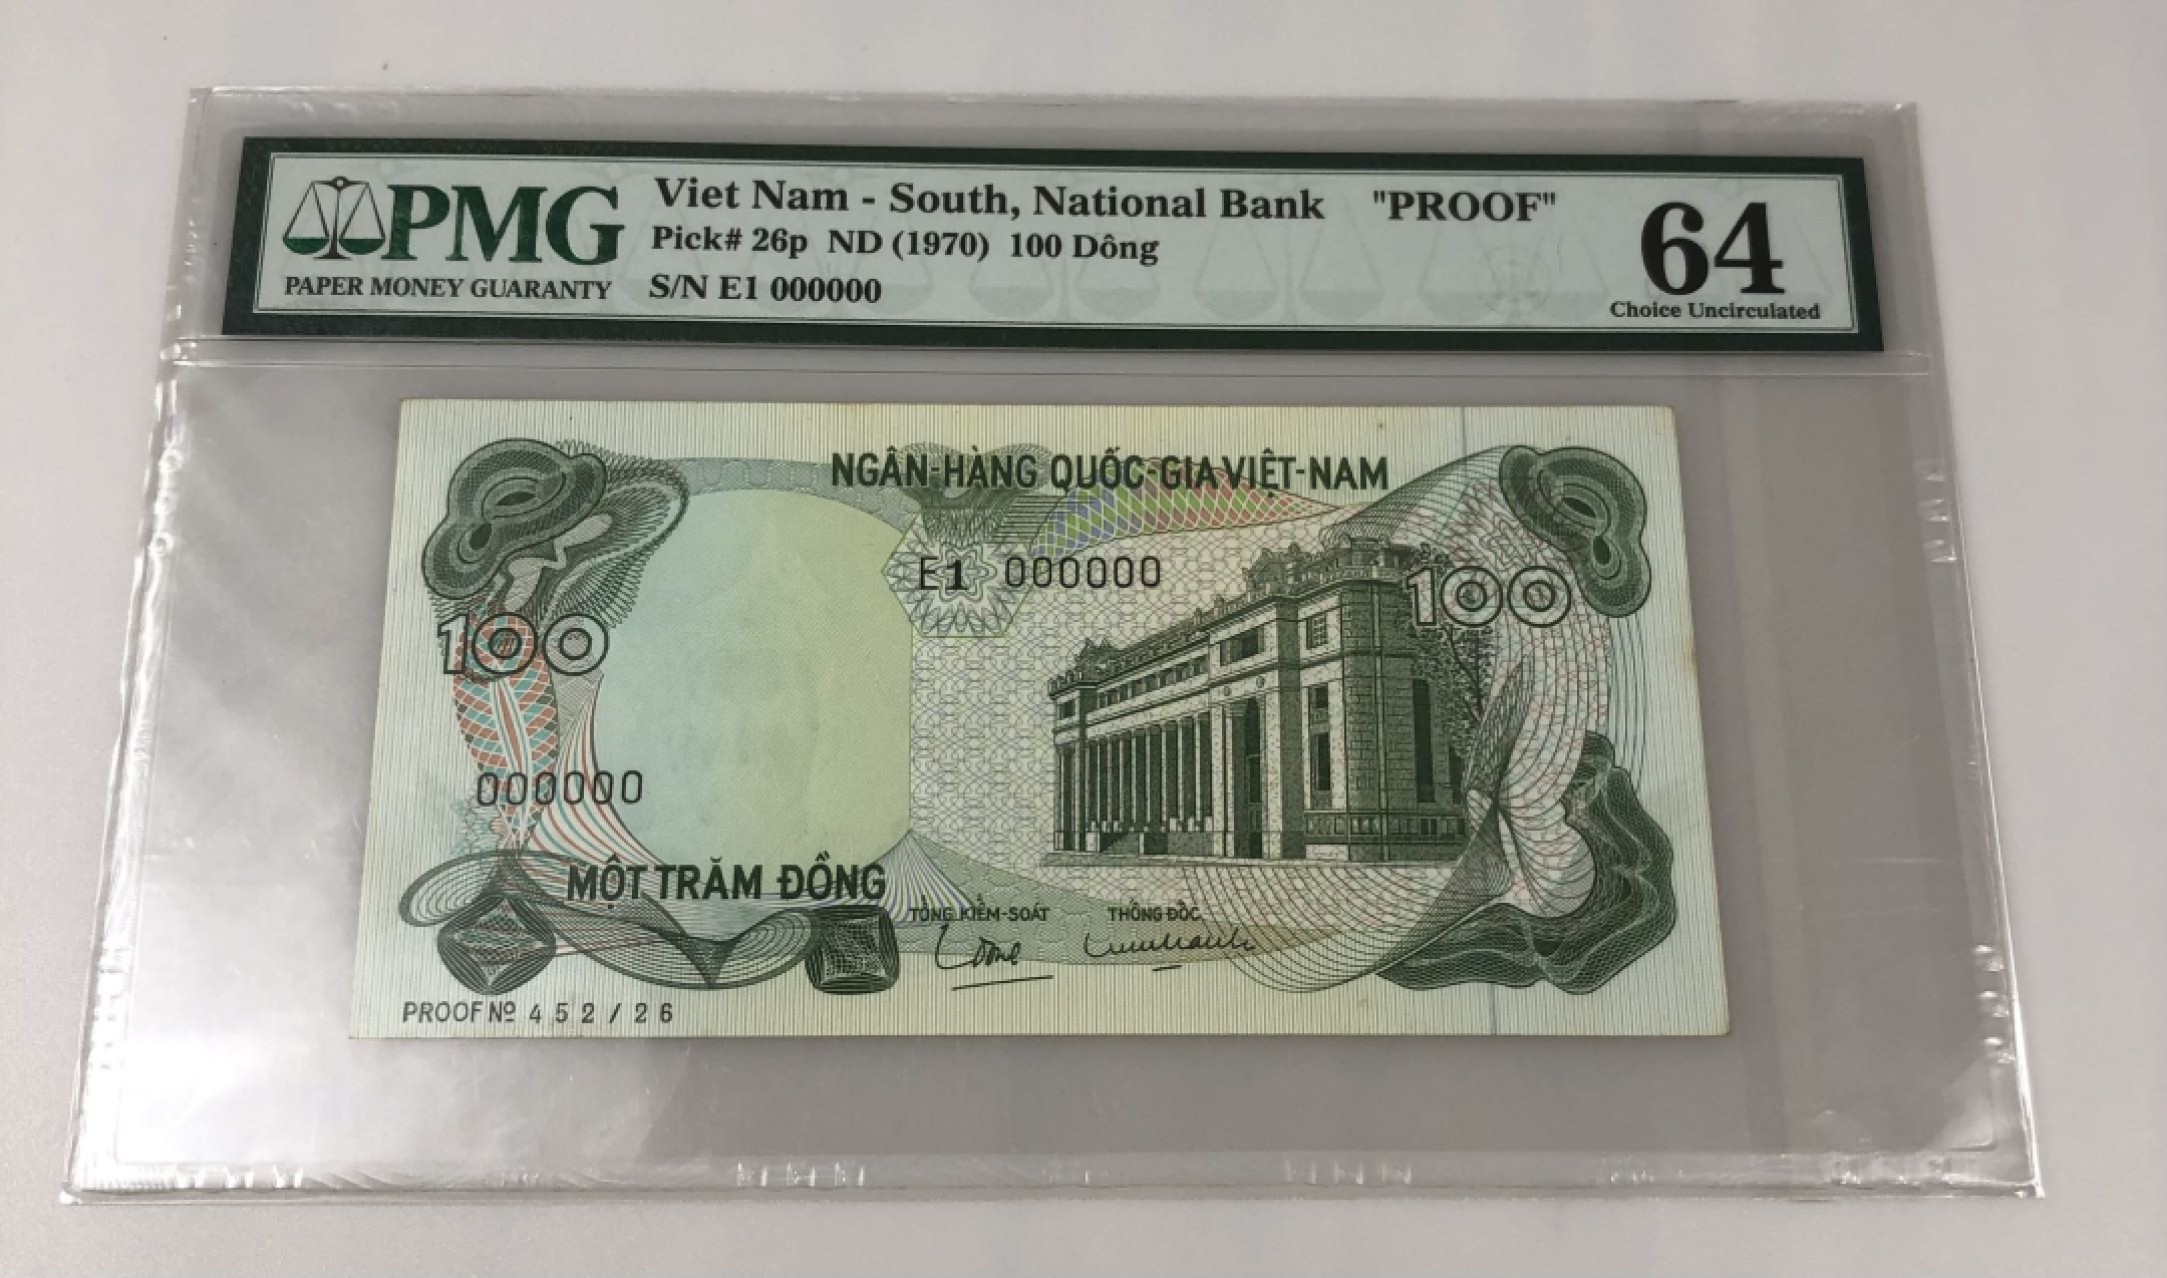 PMG
PAPER MONEY GUARANTY
Viet Nam - South, National Bank "PROOF"
Pick# 26p ND (1970) 100 Dông
S/N E1 000000
64
Choice Uncirculated
NGÂN-HÀNG QUỐC-GIA VIỆT-NAM
E1 000000
100
100
000000
MỘT TRĂM ĐỒNG
TỔNG KIỂM-SOÁT THỐNG ĐỐC
PROOF Nº 452/26